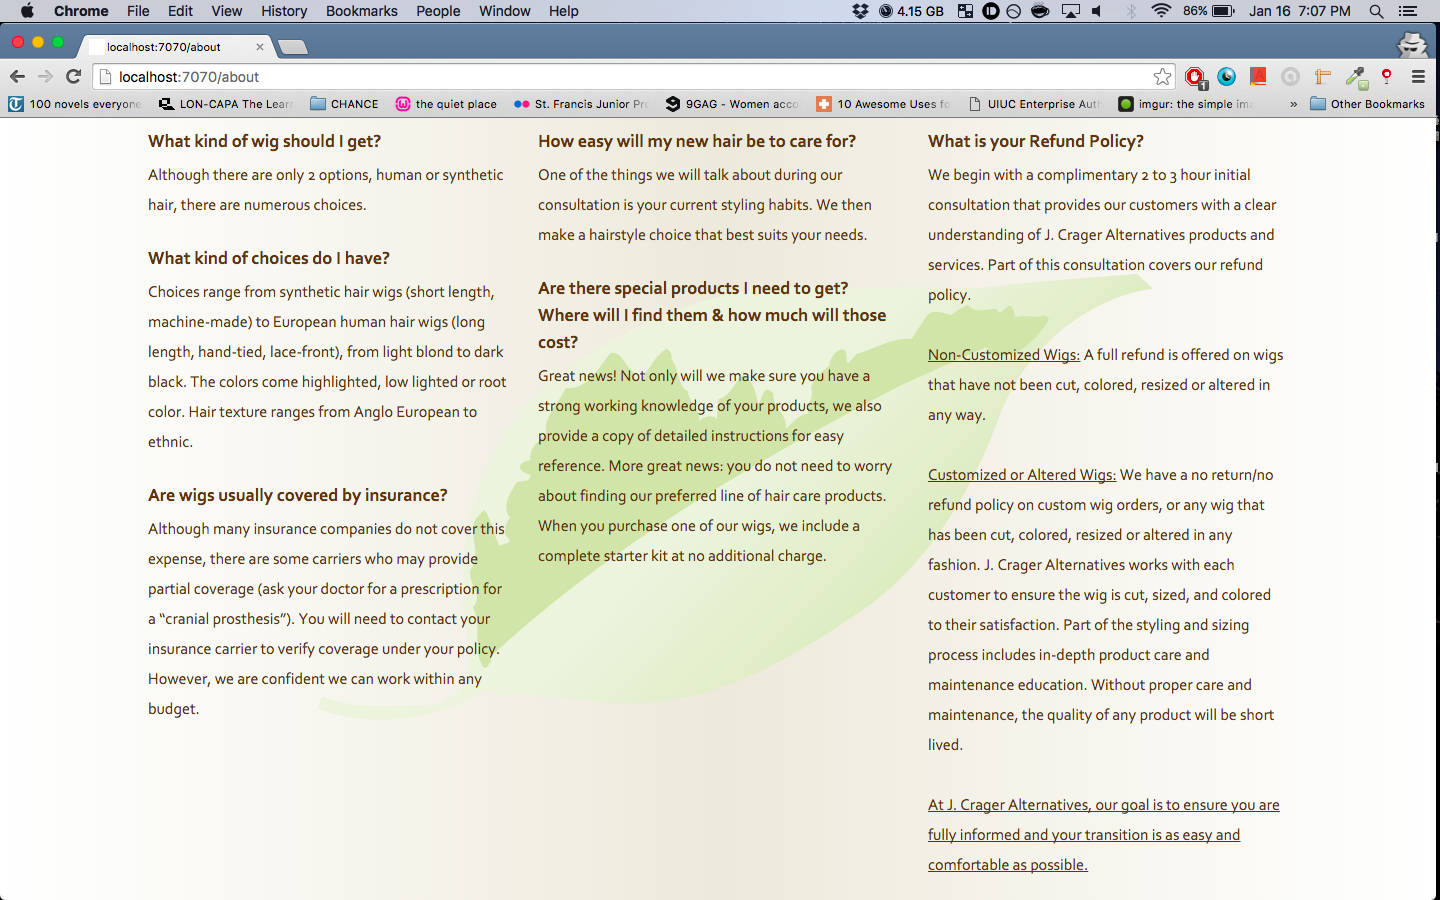 Chrome File Edit View History Bookmarks People Window Help 4.15 GB 86% Jan 16 7:07 PM
localhost:7070/about
localhost:7070/about
100 novels everyone LON-CAPA The Lear CHANCE the quiet place St. Francis Junior Pr 9GAG - Women acco 10 Awesome Uses fo UIUC Enterprise Aut imgur: the simple im » Other Bookmarks
What kind of wig should I get?
Although there are only 2 options, human or synthetic
hair, there are numerous choices.
What kind of choices do I have?
Choices range from synthetic hair wigs (short length,
machine-made) to European human hair wigs (long
length, hand-tied, lace-front), from light blond to dark
black. The colors come highlighted, low lighted or root
color. Hair texture ranges from Anglo European to
ethnic.
Are wigs usually covered by insurance?
Although many insurance companies do not cover this
expense, there are some carriers who may provide
partial coverage (ask your doctor for a prescription for
a “cranial prosthesis”). You will need to contact your
insurance carrier to verify coverage under your policy.
However, we are confident we can work within any
budget.
How easy will my new hair be to care for?
One of the things we will talk about during our
consultation is your current styling habits. We then
make a hairstyle choice that best suits your needs.
Are there special products I need to get?
Where will I find them & how much will those
cost?
Great news! Not only will we make sure you have a
strong working knowledge of your products, we also
provide a copy of detailed instructions for easy
reference. More great news: you do not need to worry
about finding our preferred line of hair care products.
When you purchase one of our wigs, we include a
complete starter kit at no additional charge.
What is your Refund Policy?
We begin with a complimentary 2 to 3 hour initial
consultation that provides our customers with a clear
understanding of J. Crager Alternatives products and
services. Part of this consultation covers our refund
policy.
Non-Customized Wigs: A full refund is offered on wigs
that have not been cut, colored, resized or altered in
any way.
Customized or Altered Wigs: We have a no return/no
refund policy on custom wig orders, or any wig that
has been cut, colored, resized or altered in any
fashion. J. Crager Alternatives works with each
customer to ensure the wig is cut, sized, and colored
to their satisfaction. Part of the styling and sizing
process includes in-depth product care and
maintenance education. Without proper care and
maintenance, the quality of any product will be short
lived.
At J. Crager Alternatives, our goal is to ensure you are
fully informed and your transition is as easy and
comfortable as possible.